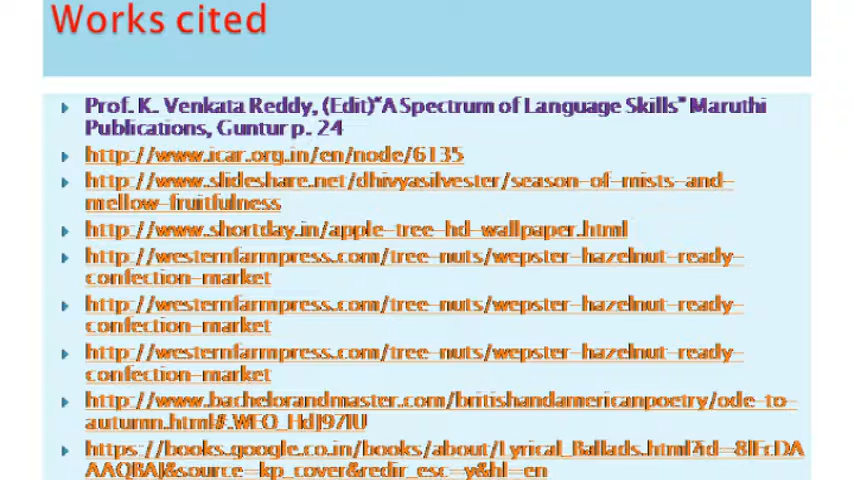 Works cited
Prof. K. Venkata Reddy, (Edit)"A Spectrum of Language Skills" Maruthi
Publications, Guntur p. 24
http://www.icar.org.in/en/node/6135
http://www.slideshare.net/dhivyasilvester/season-of-mists-and-
mellow-fruitfulness
http://www.shortday.in/apple-tree-hd-wallpaper.html
http://westernfarmpress.com/tree-nuts/wepster-hazelnut-ready-
confection-market
http://westernfarmpress.com/tree-nuts/wepster-hazelnut-ready-
confection-market
http://westernfarmpress.com/tree-nuts/wepster-hazelnut-ready-
confection-market
http://www.bachelorandmaster.com/britishandamericanpoetry/ode-to-
https://books.google.co.in/books/about/Lyrical_Ballads.html?